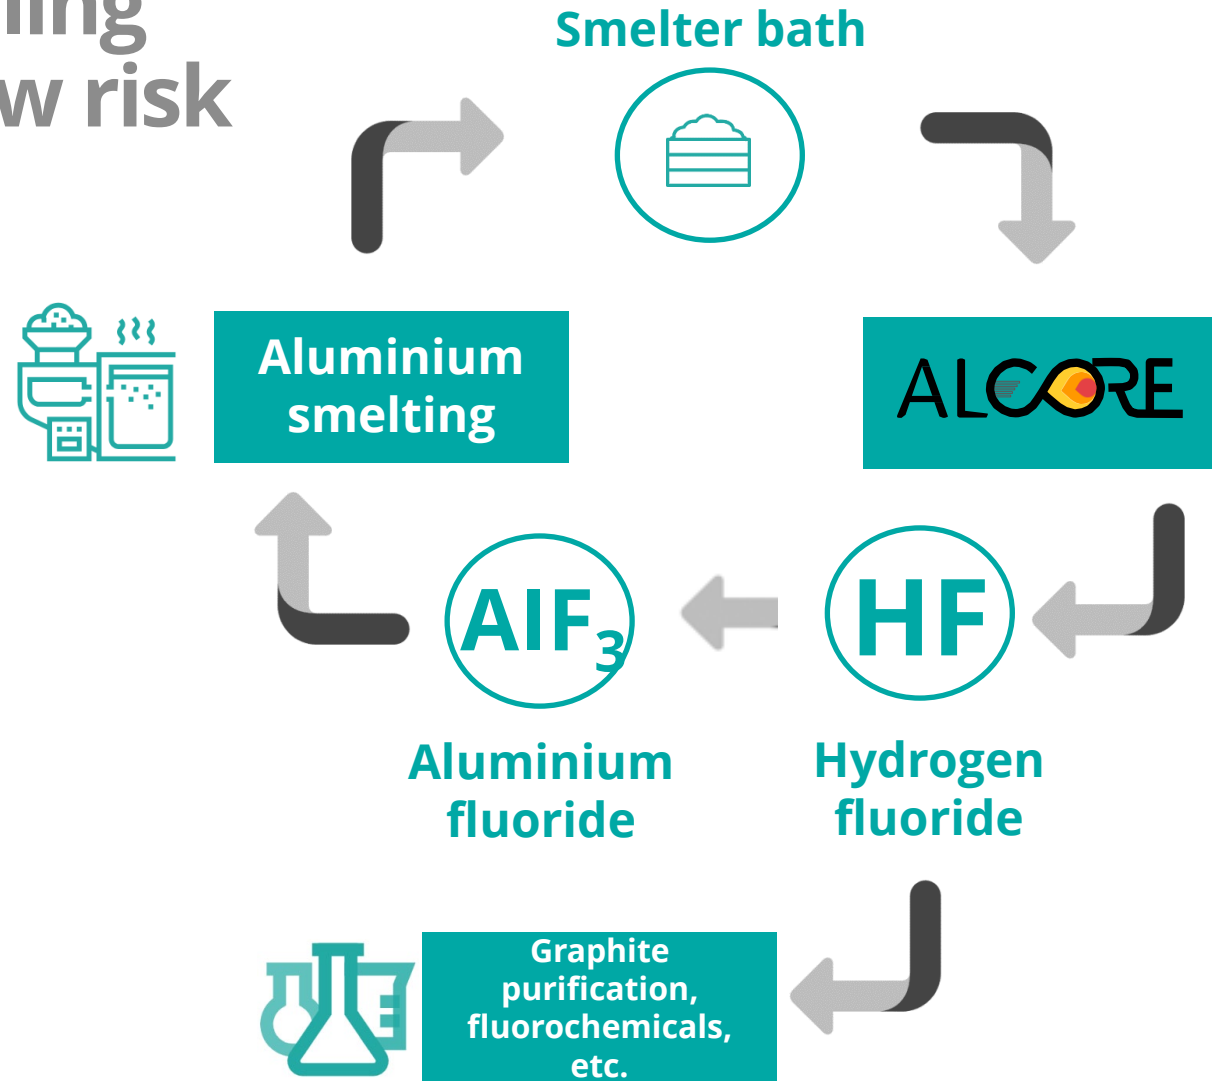 w risk
Smelter bath
Aluminium
smelting
ALCORE
AlF3
HF
Aluminium
fluoride
Hydrogen
fluoride
Graphite
purification,
fluorochemicals,
etc.